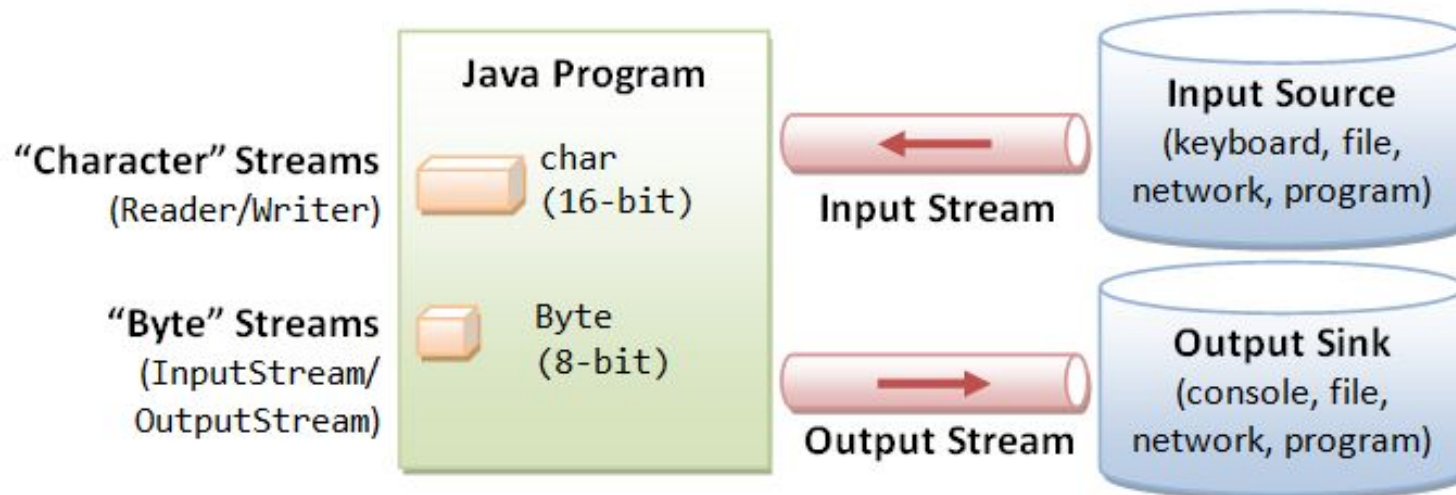 Java Program
“Character” Streams
(Reader/Writer)
char
(16-bit)
“Byte” Streams
(InputStream/
OutputStream)
Byte
(8-bit)
Input Stream
Output Stream
Input Source
(keyboard, file,
network, program)
Output Sink
(console, file,
network, program)